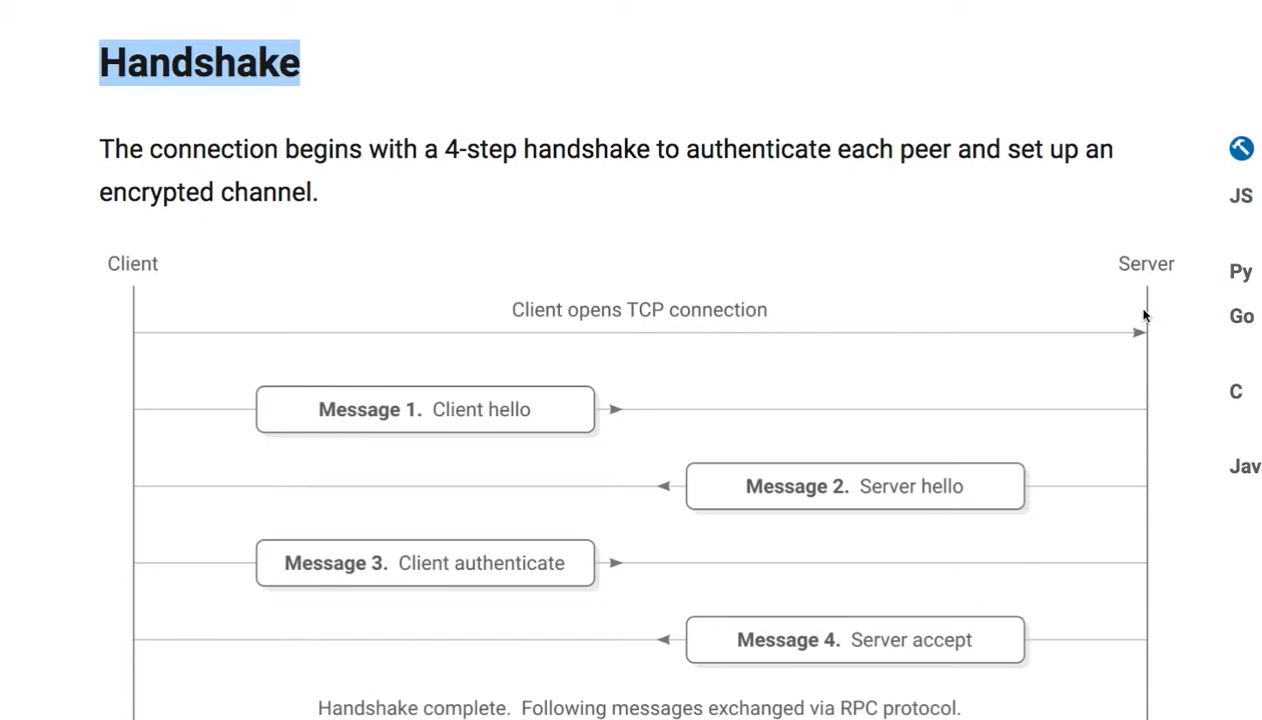 Handshake
The connection begins with a 4-step handshake to authenticate each peer and set up an
encrypted channel.
JS
Client
Server
Py
Client opens TCP connection
Go
Message 1. Client hello
C
Message 2. Server hello
Jav
Message 3. Client authenticate
Message 4. Server accept
Handshake complete. Following messages exchanged via RPC protocol.